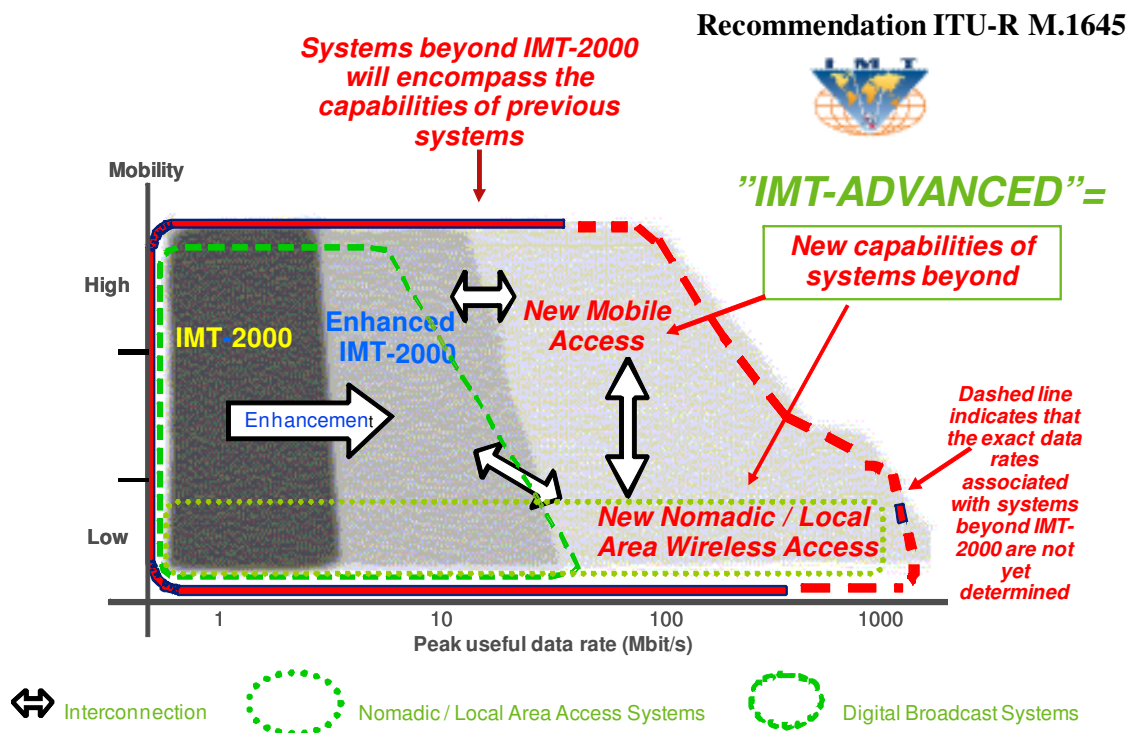 Recommendation ITU-R M.1645
I M T
Systems beyond IMT-2000
will encompass the
capabilities of previous
systems
Mobility
”IMT-ADVANCED”=
New capabilities of
systems beyond
High
IMT-2000
Enhanced
IMT-2000
New Mobile
Access
Enhancement
Dashed line
indicates that
the exact data
rates
associated
with systems
beyond IMT-
2000 are not
yet
determined
Low
New Nomadic / Local
Area Wireless Access
1
10
100
1000
Peak useful data rate (Mbit/s)
Interconnection
Nomadic / Local Area Access Systems
Digital Broadcast Systems